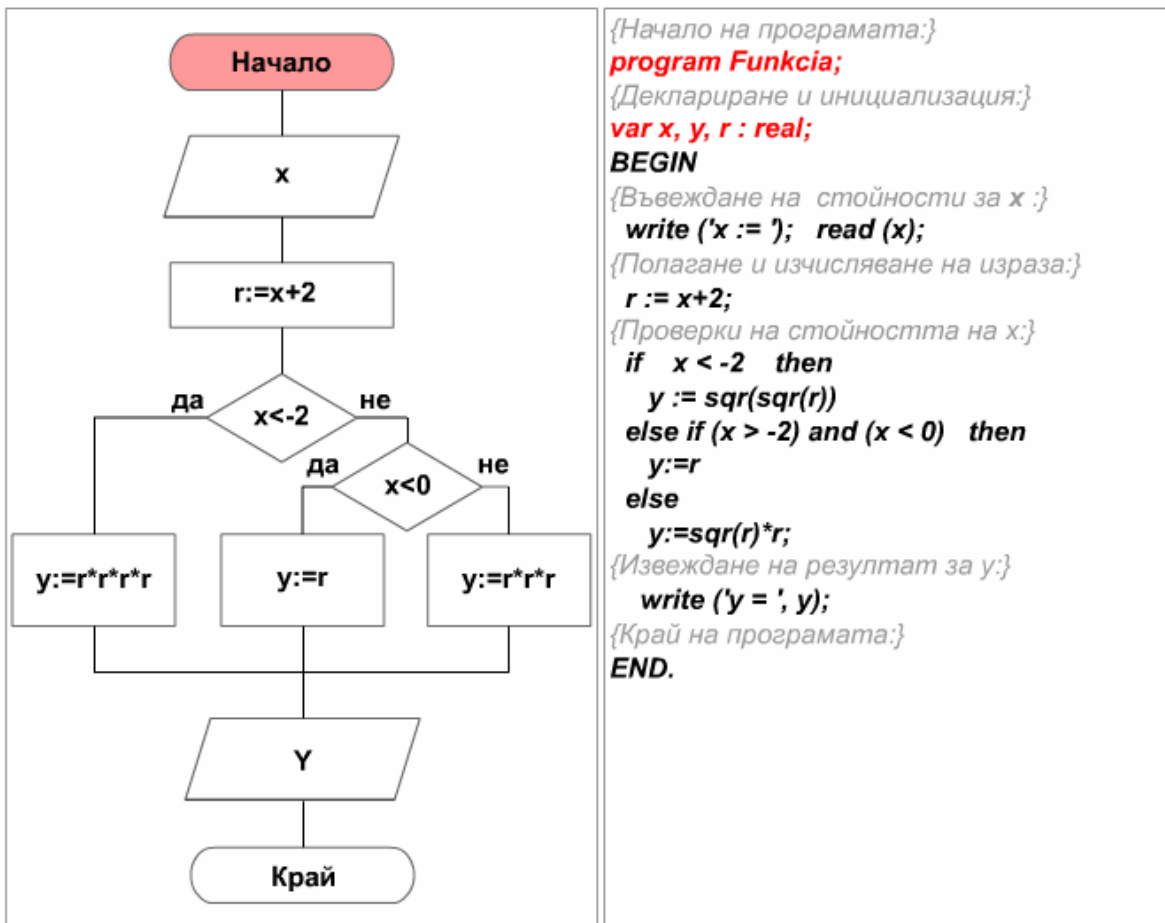 Начало
x
r:=x+2
да
x<-2
не
да
x<0
не
y:=r*r*r*r
y:=r
y:=r*r*r
Y
Край
{Начало на програмата:}
program Funkcia;
{Деклариране и инициализация:}
var x, y, r : real;
BEGIN
{Въвеждане на стойности за x :}
write ('x := '); read (x);
{Полагане и изчисляване на израза:}
r := x+2;
{Проверки на стойността на x:}
if x < -2 then
y := sqr(sqr(r))
else if (x > -2) and (x < 0) then
y:=r
else
y:=sqr(r)*r;
{Извеждане на резултат за y:}
write ('y = ', y);
{Край на програмата:}
END.